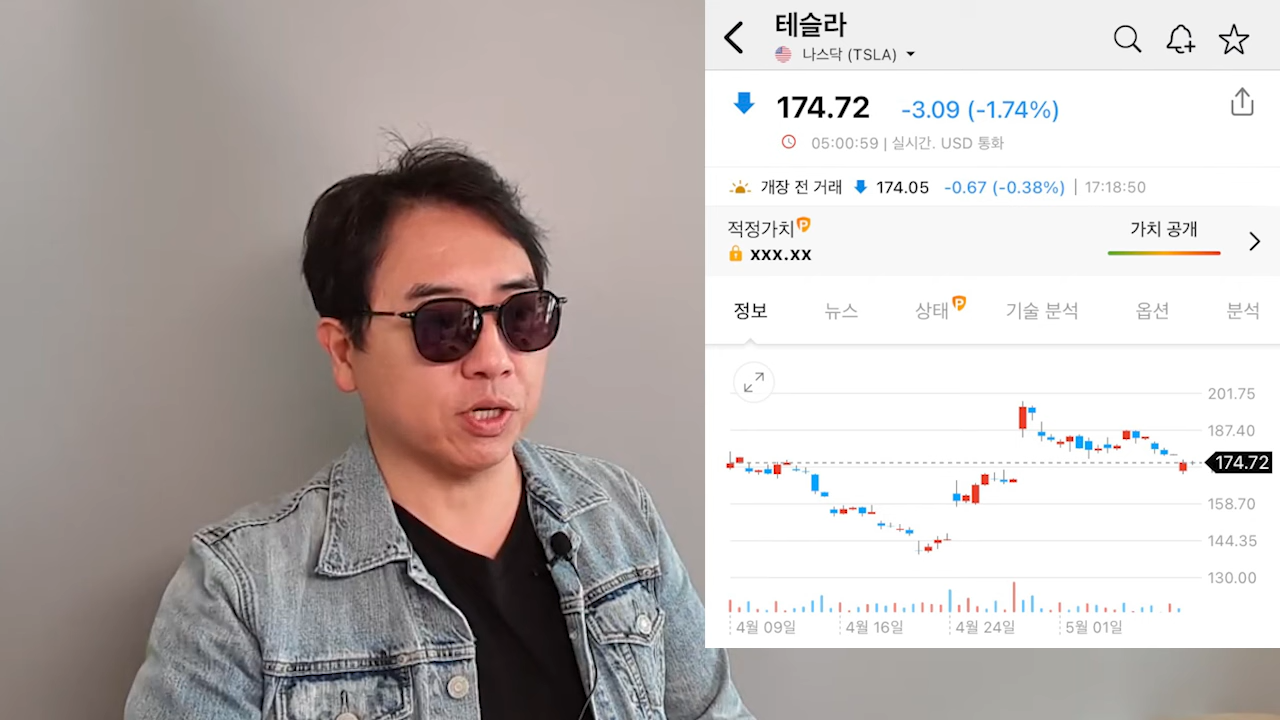 테슬라
나스닥 (TSLA)
174.72 -3.09 (-1.74%)
05:00:59 | 실시간. USD 통화
개장 전 거래 174.05 -0.67 (-0.38%) | 17:18:50
적정가치 P
xxx.xx
가치 공개
정보 뉴스 상태 P 기술 분석 옵션 분석
201.75
187.40
174.72
158.70
144.35
130.00
4월 09일 4월 16일 4월 24일 5월 01일